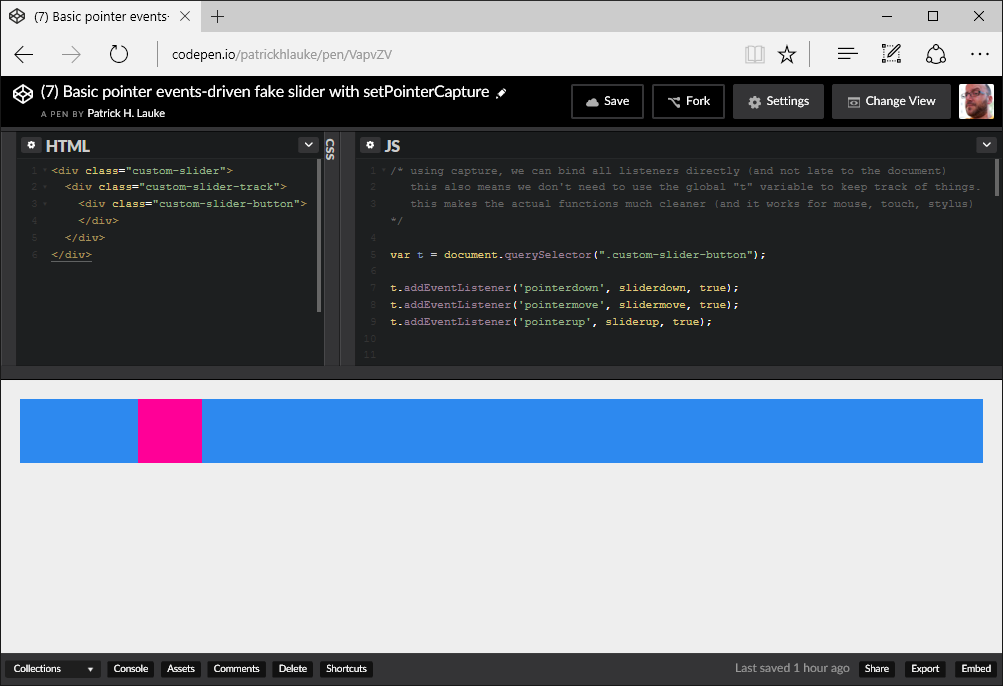 (7) Basic pointer events-
codepen.io/patrickhlauke/pen/VapvZV
(7) Basic pointer events-driven fake slider with setPointerCapture
A PEN BY Patrick H. Lauke
Save
Fork
Settings
Change View
HTML
1 <div class="custom-slider">
2 <div class="custom-slider-track">
3 <div class="custom-slider-button">
4 </div>
5 </div>
6 </div>
CSS
JS
1 /* using capture, we can bind all listeners directly (and not late to the document)
2 this also means we don't need to use the global "t" variable to keep track of things.
3 this makes the actual functions much cleaner (and it works for mouse, touch, stylus)
*/
var t = document.querySelector(".custom-slider-button");
6
7 t.addEventListener('pointerdown', sliderdown, true);
8 t.addEventListener('pointermove', slidermove, true);
9 t.addEventListener('pointerup', sliderup, true);
10
11
Collections
Console
Assets
Comments
Delete
Shortcuts
Last saved 1 hour ago
Share
Export
Embed